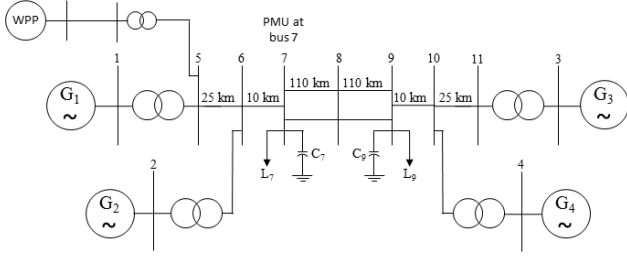 WPP
PMU at
bus 7
1
5
6
7
8
9
10
11
3
G₁
~
25 km
10 km
110 km
110 km
10 km
25 km
G₃
~
2
L₇
C₇
C₉
L₉
4
G₂
~
G₄
~